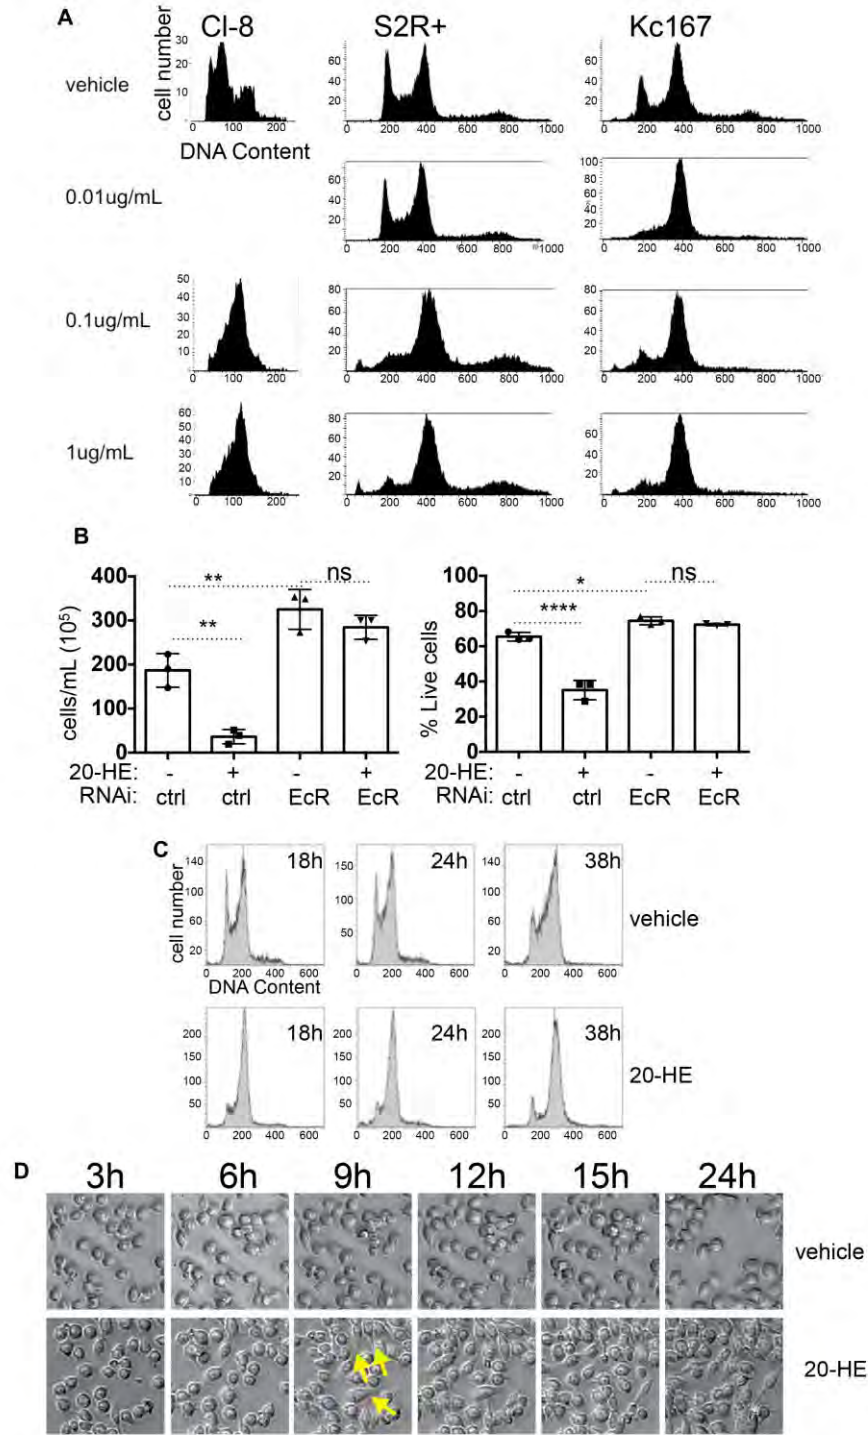 A
Cl-8 S2R+ Kc167
vehicle
cell number
30
20
10
0
0 100 200
DNA Content
60
40
20
0 200 400 600 800 1000
60
40
20
0 200 400 600 800 1000
0.01ug/mL
60
40
20
0 200 400 600 800 1000
100
80
60
40
20
0 200 400 600 800 1000
0.1ug/mL
50
40
30
20
10
0 100 200
80
60
40
20
0 200 400 600 800 1000
80
60
40
20
0 200 400 600 800 1000
1ug/mL
60
50
40
30
20
10
0 100 200
80
60
40
20
0 200 400 600 800 1000
80
60
40
20
0 200 400 600 800 1000
B
cells/mL (10⁵)
400
300
200
100
0
** ns
**
20-HE: - + - +
RNAi: ctrl ctrl EcR EcR
% Live cells
100
80
60
40
20
0
* ns
****
20-HE: - + - +
RNAi: ctrl ctrl EcR EcR
C
cell number
18h 24h 38h
vehicle
140
100
60
20
0 200 400 600
DNA Content
150
100
50
0 200 400 600
140
100
80
60
40
20
0 200 400 600
18h 24h 38h
20-HE
200
150
100
50
0 200 400 600
200
150
100
50
0 200 400 600
200
150
100
50
0 200 400 600
D
3h 6h 9h 12h 15h 24h
vehicle
20-HE